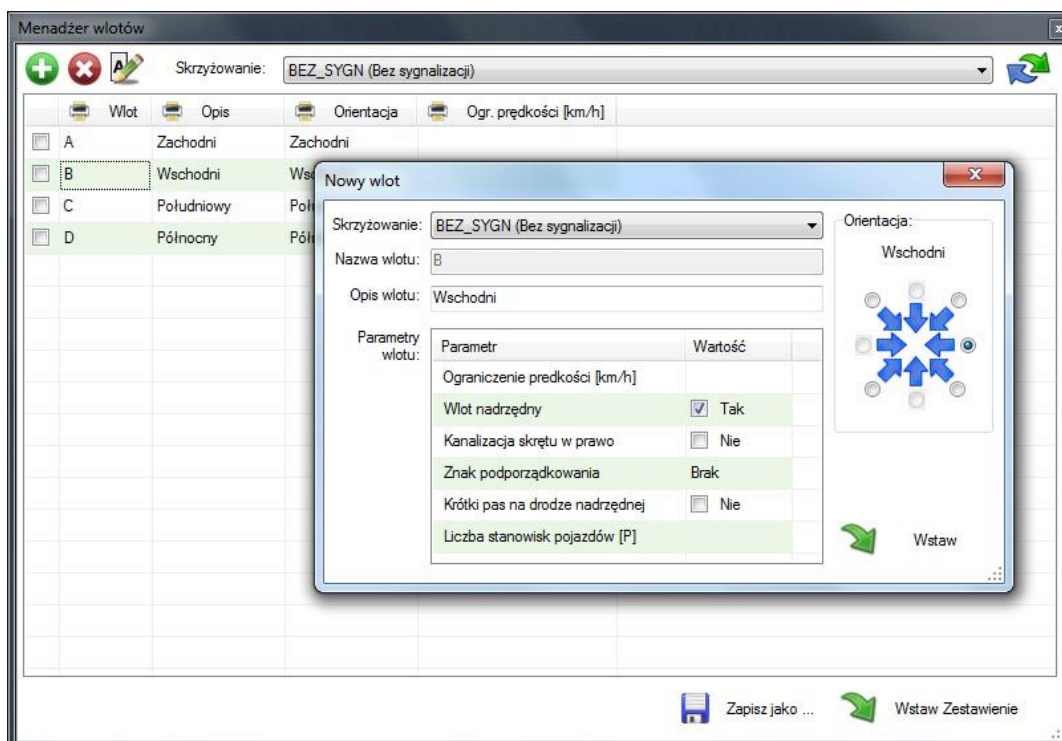 Menadżer wlotów
Skrzyżowanie: BEZ_SYGN (Bez sygnalizacji)
Wlot Opis Orientacja Ogr. prędkości [km/h]
A Zachodni Zachodni
B Wschodni Wsc
C Południowy Poł
D Północny Pół
Nowy wlot
Skrzyżowanie: BEZ_SYGN (Bez sygnalizacji)
Nazwa wlotu: B
Opis wlotu: Wschodni
Parametry
wlotu:
Parametr Wartość
Ograniczenie predkości [km/h]
Wlot nadrzędny Tak
Kanalizacja skrętu w prawo Nie
Znak podporządkowania Brak
Krótki pas na drodze nadrzędnej Nie
Liczba stanowisk pojazdów [P]
Orientacja:
Wschodni
Wstaw
Zapisz jako ... Wstaw Zestawienie